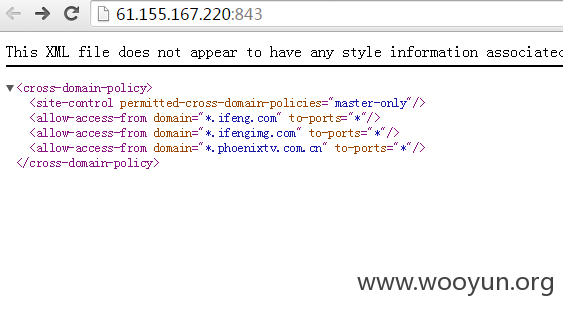 61.155.167.220:843
This XML file does not appear to have any style information associated
<cross-domain-policy>
<site-control permitted-cross-domain-policies="master-only"/>
<allow-access-from domain="*.ifeng.com" to-ports="*"/>
<allow-access-from domain="*.ifengimg.com" to-ports="*"/>
<allow-access-from domain="*.phoenixtv.com.cn" to-ports="*"/>
</cross-domain-policy>
www.wooyun.org